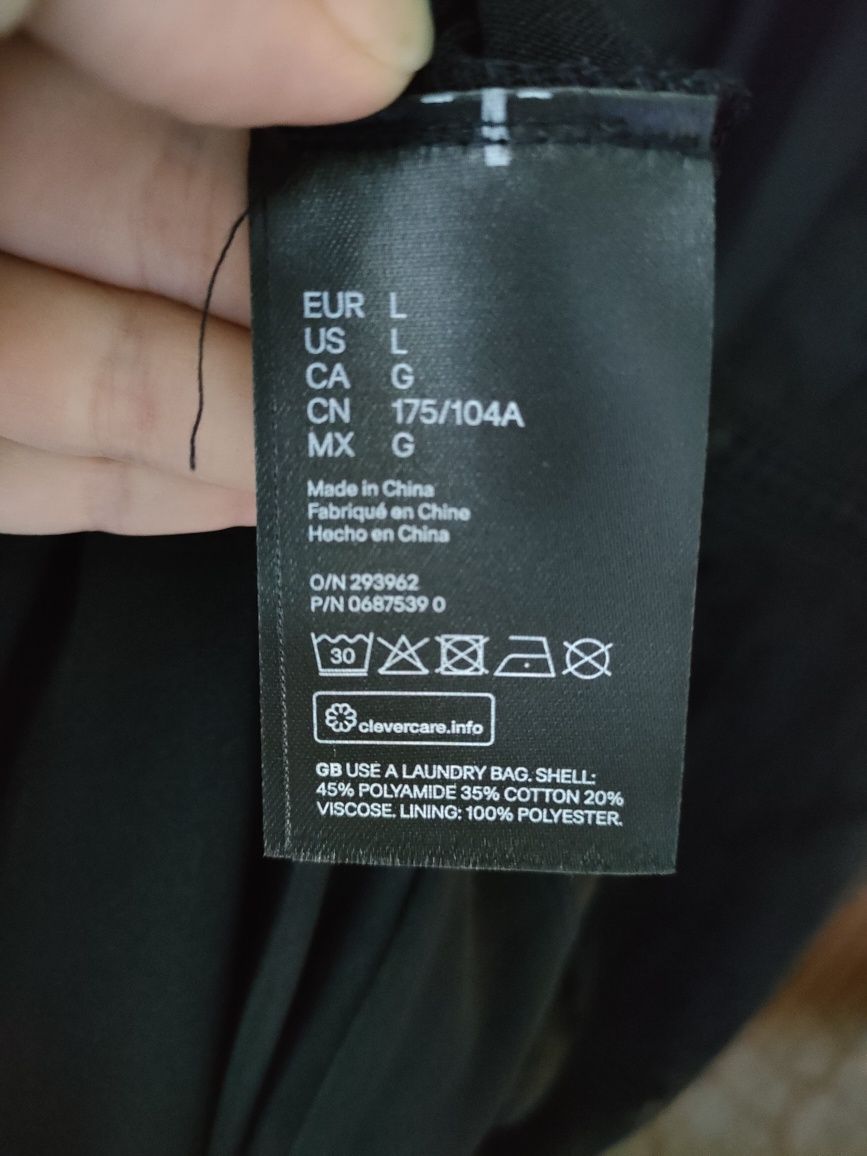 EUR L
US L
CA G
CN 175/104A
MX G
Made in China
Fabriqué en Chine
Hecho en China
O/N 293962
P/N 0687539 0
30
clevercare.info
GB USE A LAUNDRY BAG. SHELL:
45% POLYAMIDE 35% COTTON 20%
VISCOSE. LINING: 100% POLYESTER.